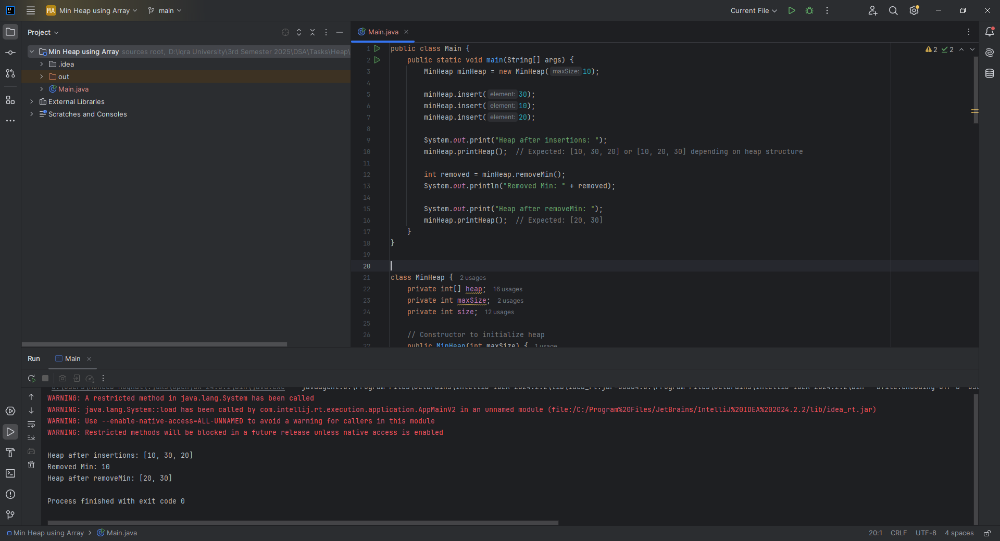 MA Min Heap using Array main Current File
Project
Main.java
Min Heap using Array sources root, D:\Iqra University\3rd Semester 2025\DSA\Tasks\Heap\
.idea
out
Main.java
External Libraries
Scratches and Consoles
2 2
1 public class Main {
2 public static void main(String[] args) {
3 MinHeap minHeap = new MinHeap( maxSize: 10);
4
5 minHeap.insert( element: 30);
6 minHeap.insert( element: 10);
7 minHeap.insert( element: 20);
8
9 System.out.print("Heap after insertions: ");
10 minHeap.printHeap();  // Expected: [10, 30, 20] or [10, 20, 30] depending on heap structure
11
12 int removed = minHeap.removeMin();
13 System.out.println("Removed Min: " + removed);
14
15 System.out.print("Heap after removeMin: ");
16 minHeap.printHeap();  // Expected: [20, 30]
17 }
18 }
19
20
21 class MinHeap { 2 usages
22 private int[] heap; 16 usages
23 private int maxSize; 2 usages
24 private int size; 12 usages
25
26 // Constructor to initialize heap
27 public MinHeap(int maxSize) { 1 usage
Run Main
WARNING: A restricted method in java.lang.System has been called
WARNING: java.lang.System::load has been called by com.intellij.rt.execution.application.AppMainV2 in an unnamed module (file:/C:/Program%20Files/JetBrains/IntelliJ%20IDEA%202024.2.2/lib/idea_rt.jar)
WARNING: Use --enable-native-access=ALL-UNNAMED to avoid a warning for callers in this module
WARNING: Restricted methods will be blocked in a future release unless native access is enabled
Heap after insertions: [10, 30, 20]
Removed Min: 10
Heap after removeMin: [20, 30]
Process finished with exit code 0
Min Heap using Array Main.java 20:1 CRLF UTF-8 4 spaces